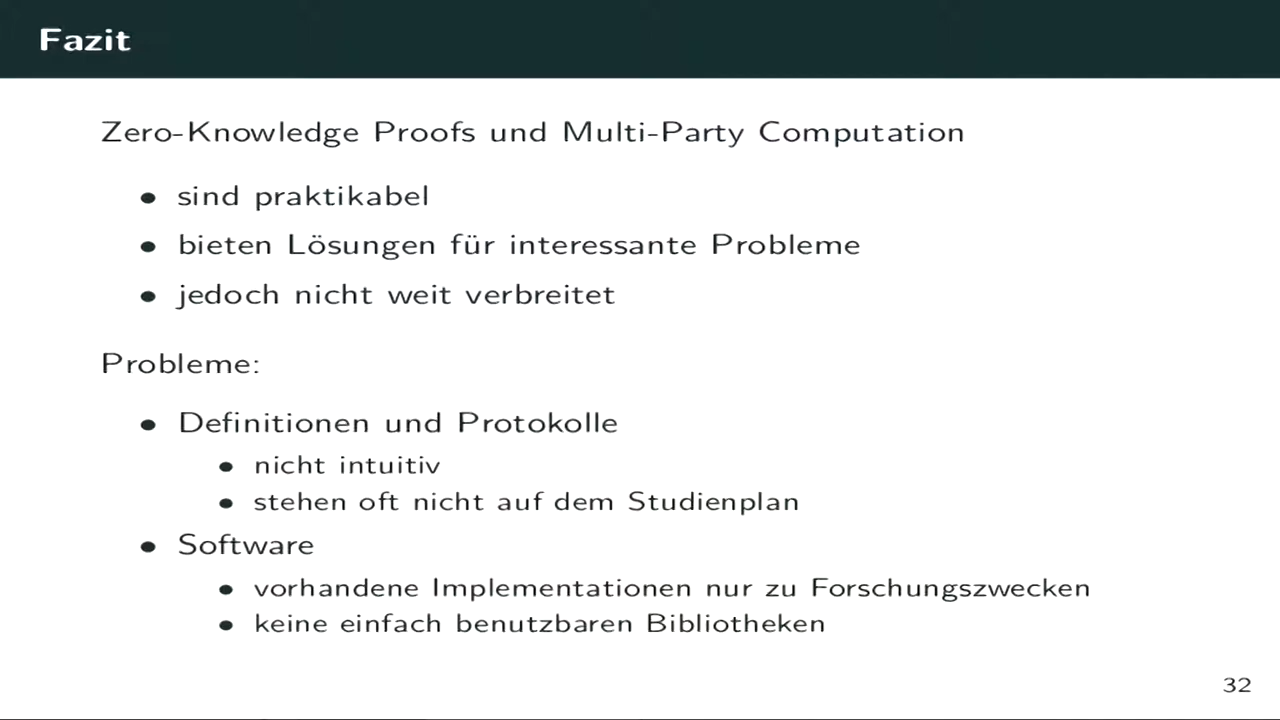 Fazit
Zero-Knowledge Proofs und Multi-Party Computation
• sind praktikabel
• bieten Lösungen für interessante Probleme
• jedoch nicht weit verbreitet
Probleme:
• Definitionen und Protokolle
• nicht intuitiv
• stehen oft nicht auf dem Studienplan
• Software
• vorhandene Implementationen nur zu Forschungszwecken
• keine einfach benutzbaren Bibliotheken
32